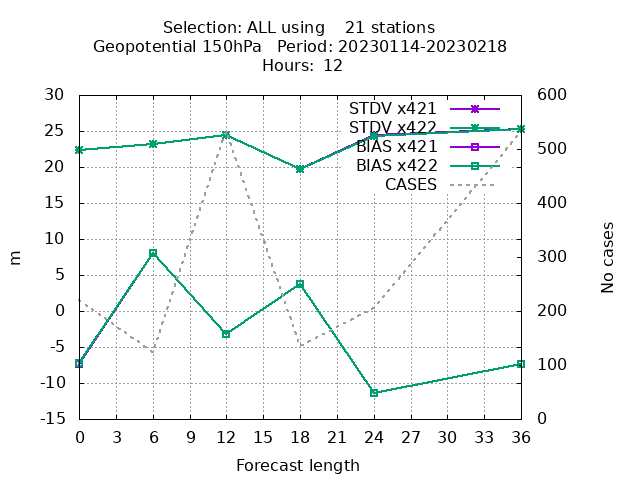 Selection: ALL using    21 stations
Geopotential 150hPa   Period: 20230114-20230218
Hours:  12
STDV x421
STDV x422
BIAS x421
BIAS x422
CASES
30
25
20
15
10
5
0
-5
-10
-15
m
600
500
400
300
200
100
0
No cases
0 3 6 9 12 15 18 21 24 27 30 33 36
Forecast length